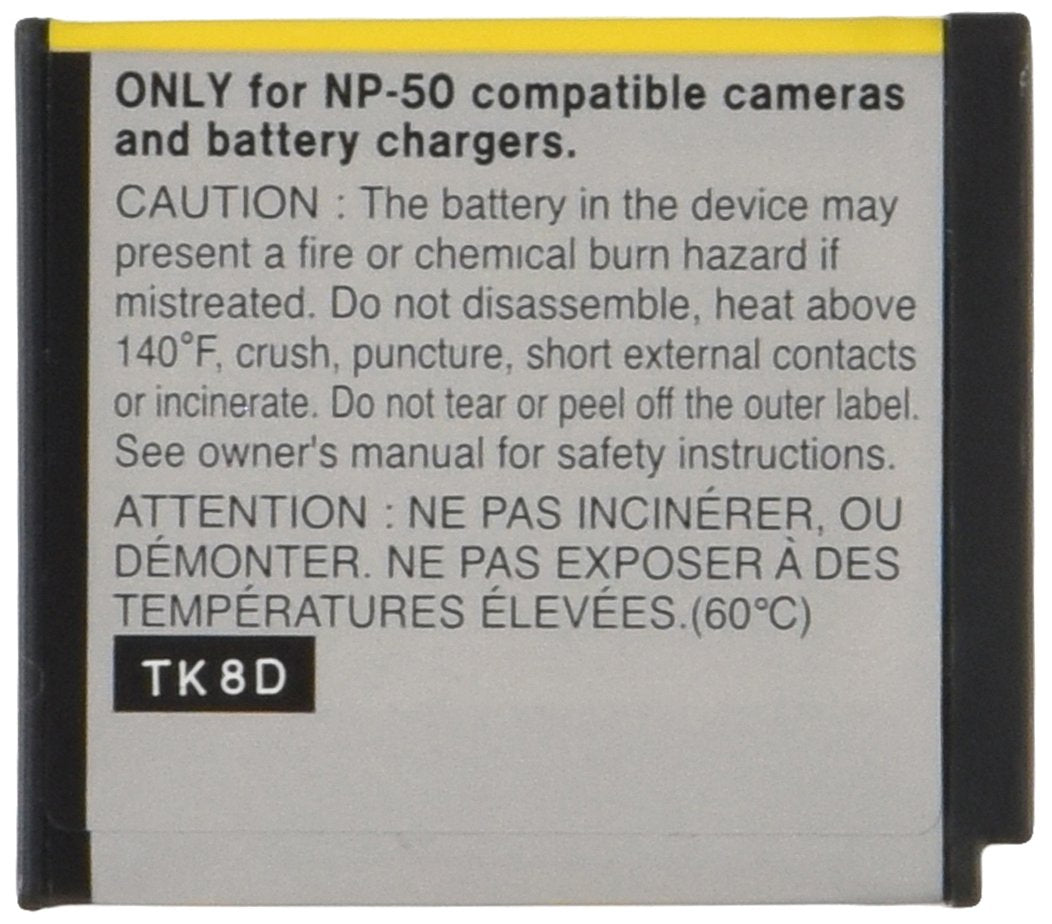 ONLY for NP-50 compatible cameras
and battery chargers.
CAUTION : The battery in the device may
present a fire or chemical burn hazard if
mistreated. Do not disassemble, heat above
140°F, crush, puncture, short external contacts
or incinerate. Do not tear or peel off the outer label.
See owner's manual for safety instructions.
ATTENTION : NE PAS INCINÉRER, OU
DÉMONTER. NE PAS EXPOSER À DES
TEMPÉRATURES ÉLEVÉES.(60°C)
TK8D